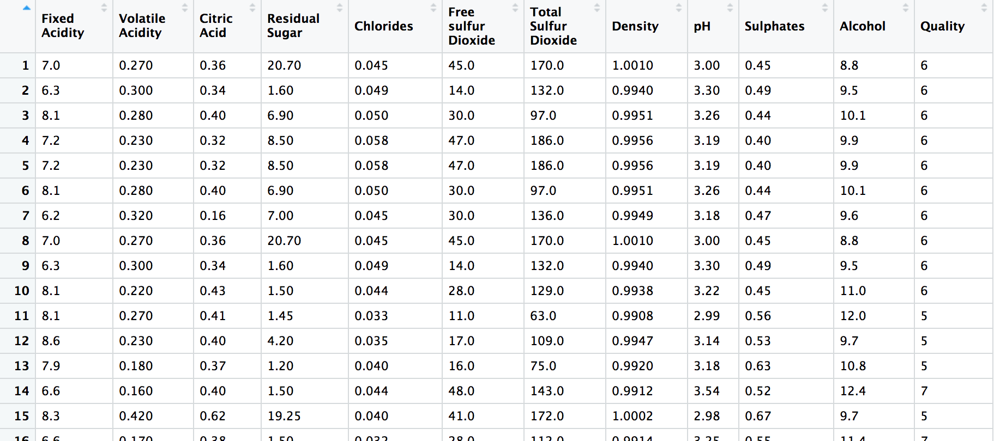 Fixed Acidity Volatile Acidity Citric Acid Residual Sugar Chlorides Free sulfur Dioxide Total Sulfur Dioxide Density pH Sulphates Alcohol Quality
1 7.0 0.270 0.36 20.70 0.045 45.0 170.0 1.0010 3.00 0.45 8.8 6
2 6.3 0.300 0.34 1.60 0.049 14.0 132.0 0.9940 3.30 0.49 9.5 6
3 8.1 0.280 0.40 6.90 0.050 30.0 97.0 0.9951 3.26 0.44 10.1 6
4 7.2 0.230 0.32 8.50 0.058 47.0 186.0 0.9956 3.19 0.40 9.9 6
5 7.2 0.230 0.32 8.50 0.058 47.0 186.0 0.9956 3.19 0.40 9.9 6
6 8.1 0.280 0.40 6.90 0.050 30.0 97.0 0.9951 3.26 0.44 10.1 6
7 6.2 0.320 0.16 7.00 0.045 30.0 136.0 0.9949 3.18 0.47 9.6 6
8 7.0 0.270 0.36 20.70 0.045 45.0 170.0 1.0010 3.00 0.45 8.8 6
9 6.3 0.300 0.34 1.60 0.049 14.0 132.0 0.9940 3.30 0.49 9.5 6
10 8.1 0.220 0.43 1.50 0.044 28.0 129.0 0.9938 3.22 0.45 11.0 6
11 8.1 0.270 0.41 1.45 0.033 11.0 63.0 0.9908 2.99 0.56 12.0 5
12 8.6 0.230 0.40 4.20 0.035 17.0 109.0 0.9947 3.14 0.53 9.7 5
13 7.9 0.180 0.37 1.20 0.040 16.0 75.0 0.9920 3.18 0.63 10.8 5
14 6.6 0.160 0.40 1.50 0.044 48.0 143.0 0.9912 3.54 0.52 12.4 7
15 8.3 0.420 0.62 19.25 0.040 41.0 172.0 1.0002 2.98 0.67 9.7 5
16 6.6 0.170 0.38 1.50 0.032 28.0 112.0 0.9914 3.25 0.55 11.4 7